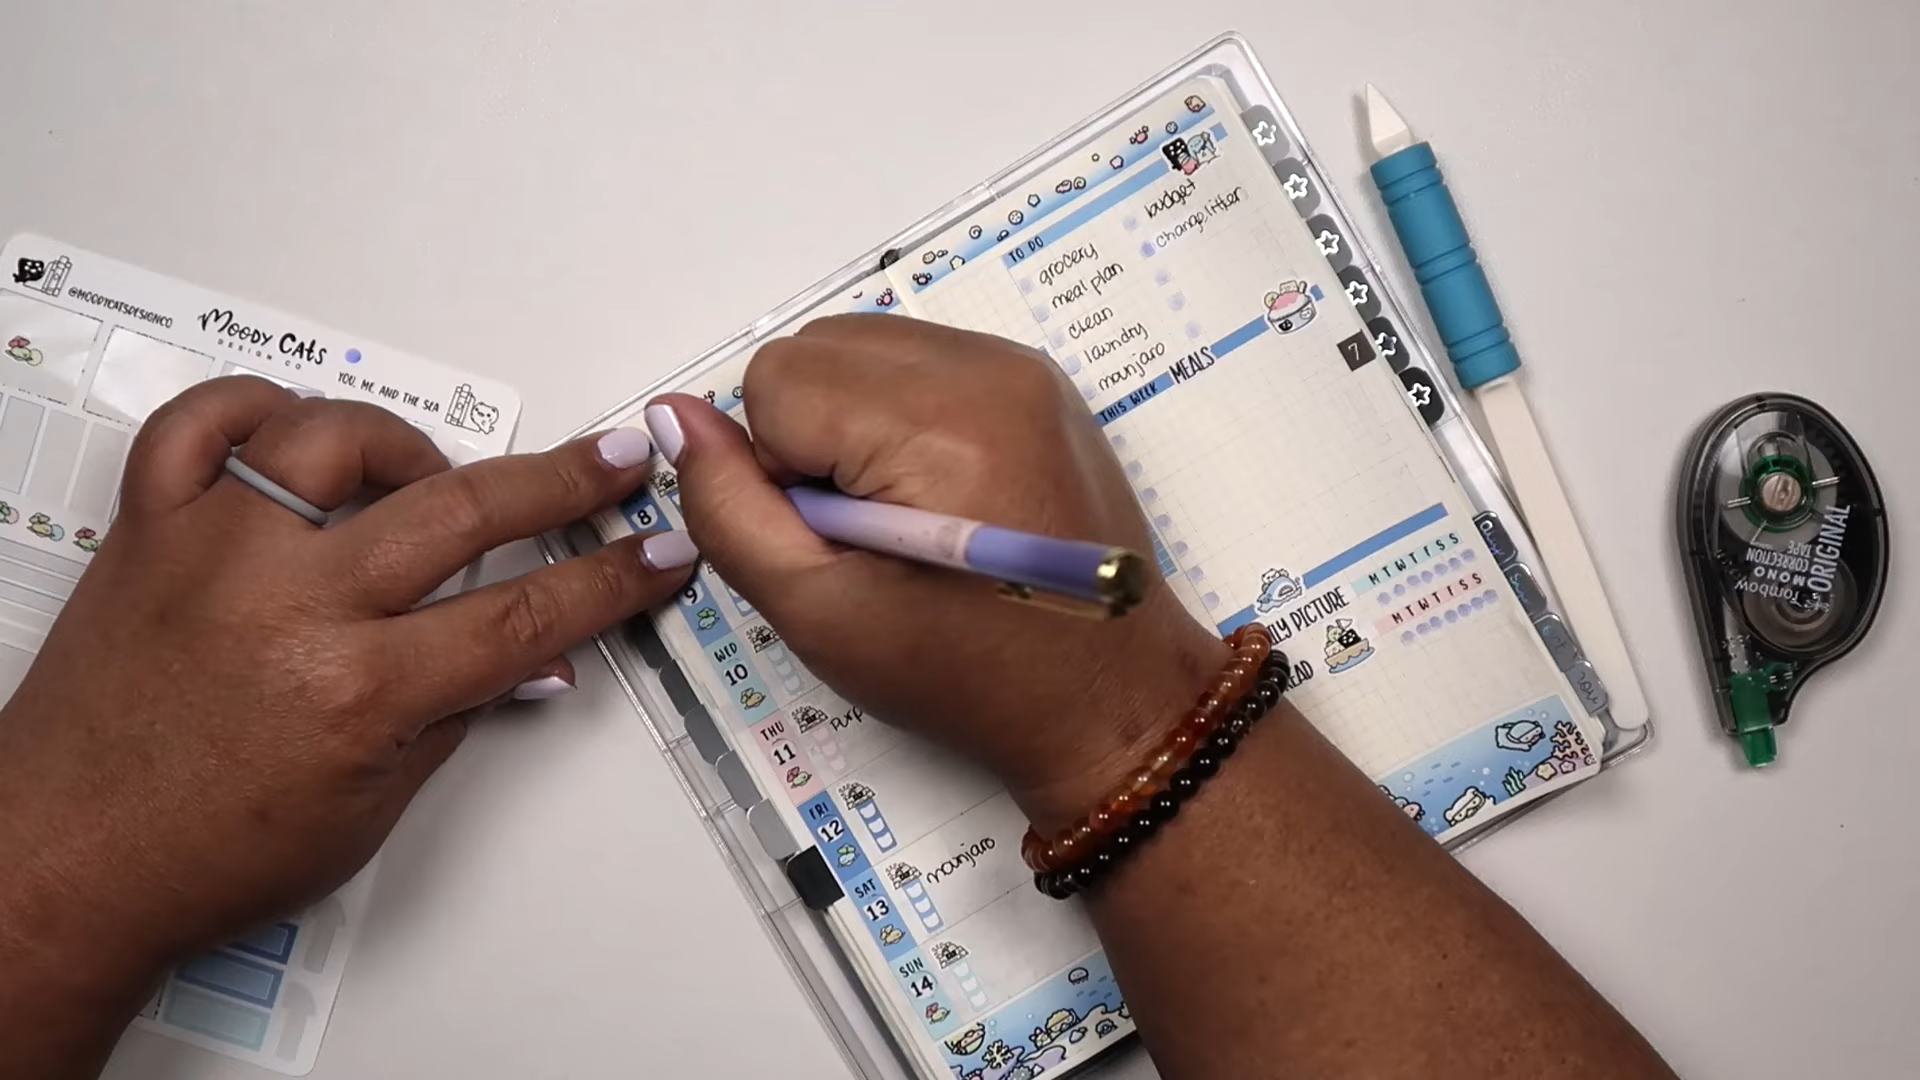 @MOODYCATSDESIGNCO
MOODY CATS
DESIGN CO
YOU, ME, AND THE SEA
8
9
WED
10
THU
11
FRI
12
mounjaro
SAT
13
SUN
14
TO DO
grocery
meal plan
clean
laundry
mounjaro
budget
change litter
THIS WEEK
MEALS
7
PICTURE
M T W T F S S
M T W T F S S
Tombow
MONO
CORRECTION
TAPE
ORIGINAL